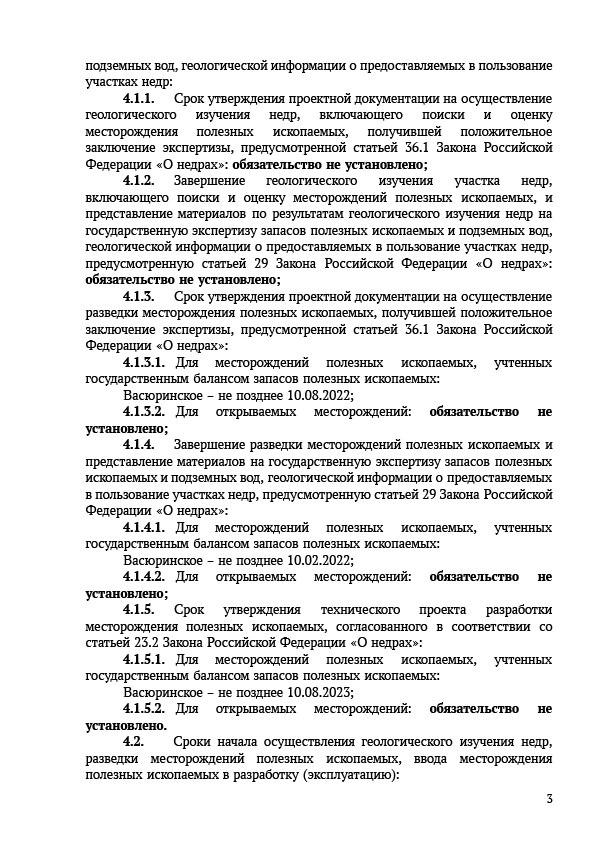 подземных вод, геологической информации о предоставляемых в пользование
участках недр:
4.1.1. Срок утверждения проектной документации на осуществление
геологического изучения недр, включающего поиски и оценку
месторождения полезных ископаемых, получившей положительное
заключение экспертизы, предусмотренной статьей 36.1 Закона Российской
Федерации «О недрах»: обязательство не установлено;
4.1.2. Завершение геологического изучения участка недр,
включающего поиски и оценку месторождений полезных ископаемых, и
представление материалов по результатам геологического изучения недр на
государственную экспертизу запасов полезных ископаемых и подземных вод,
геологической информации о предоставляемых в пользование участках недр,
предусмотренную статьей 29 Закона Российской Федерации «О недрах»:
обязательство не установлено;
4.1.3. Срок утверждения проектной документации на осуществление
разведки месторождения полезных ископаемых, получившей положительное
заключение экспертизы, предусмотренной статьей 36.1 Закона Российской
Федерации «О недрах»:
4.1.3.1. Для месторождений полезных ископаемых, учтенных
государственным балансом запасов полезных ископаемых:
Васюринское – не позднее 10.08.2022;
4.1.3.2. Для открываемых месторождений: обязательство не
установлено;
4.1.4. Завершение разведки месторождений полезных ископаемых и
представление материалов на государственную экспертизу запасов полезных
ископаемых и подземных вод, геологической информации о предоставляемых
в пользование участках недр, предусмотренную статьей 29 Закона Российской
Федерации «О недрах»:
4.1.4.1. Для месторождений полезных ископаемых, учтенных
государственным балансом запасов полезных ископаемых:
Васюринское – не позднее 10.02.2022;
4.1.4.2. Для открываемых месторождений: обязательство не
установлено;
4.1.5. Срок утверждения технического проекта разработки
месторождения полезных ископаемых, согласованного в соответствии со
статьей 23.2 Закона Российской Федерации «О недрах»:
4.1.5.1. Для месторождений полезных ископаемых, учтенных
государственным балансом запасов полезных ископаемых:
Васюринское – не позднее 10.08.2023;
4.1.5.2. Для открываемых месторождений: обязательство не
установлено.
4.2. Сроки начала осуществления геологического изучения недр,
разведки месторождения полезных ископаемых, ввода месторождения
полезных ископаемых в разработку (эксплуатацию):
3